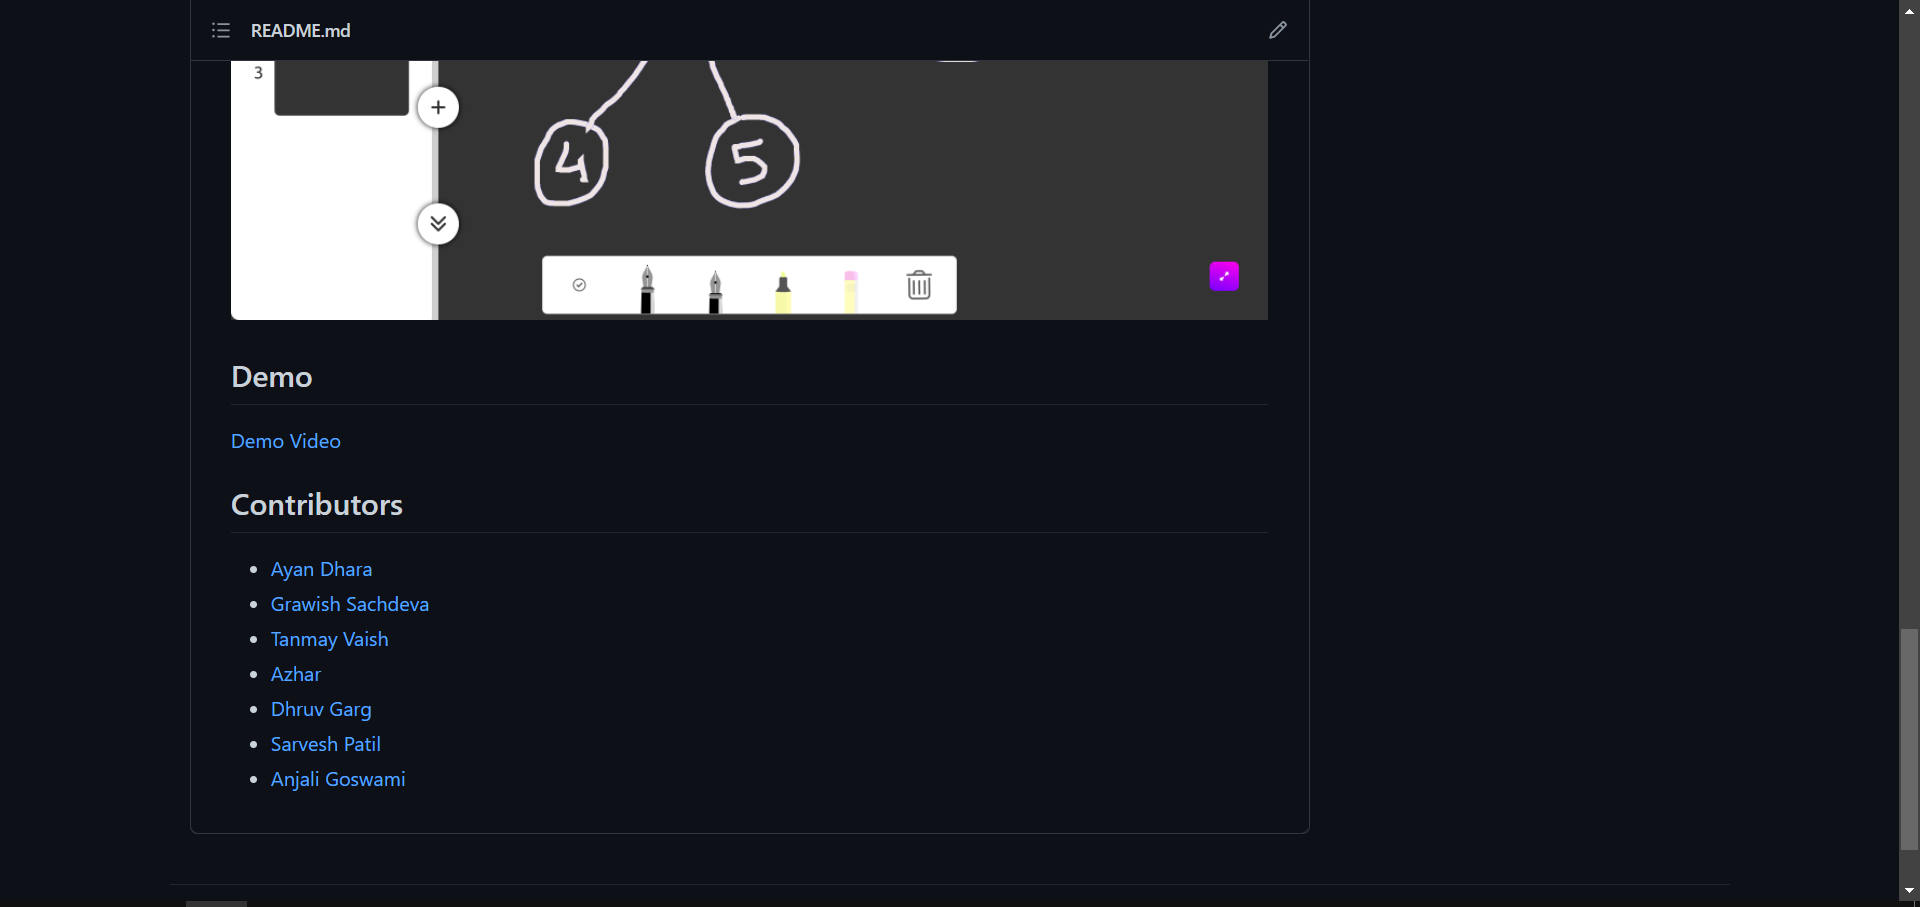 README.md
3
4
5
Demo
Demo Video
Contributors
Ayan Dhara
Grawish Sachdeva
Tanmay Vaish
Azhar
Dhruv Garg
Sarvesh Patil
Anjali Goswami